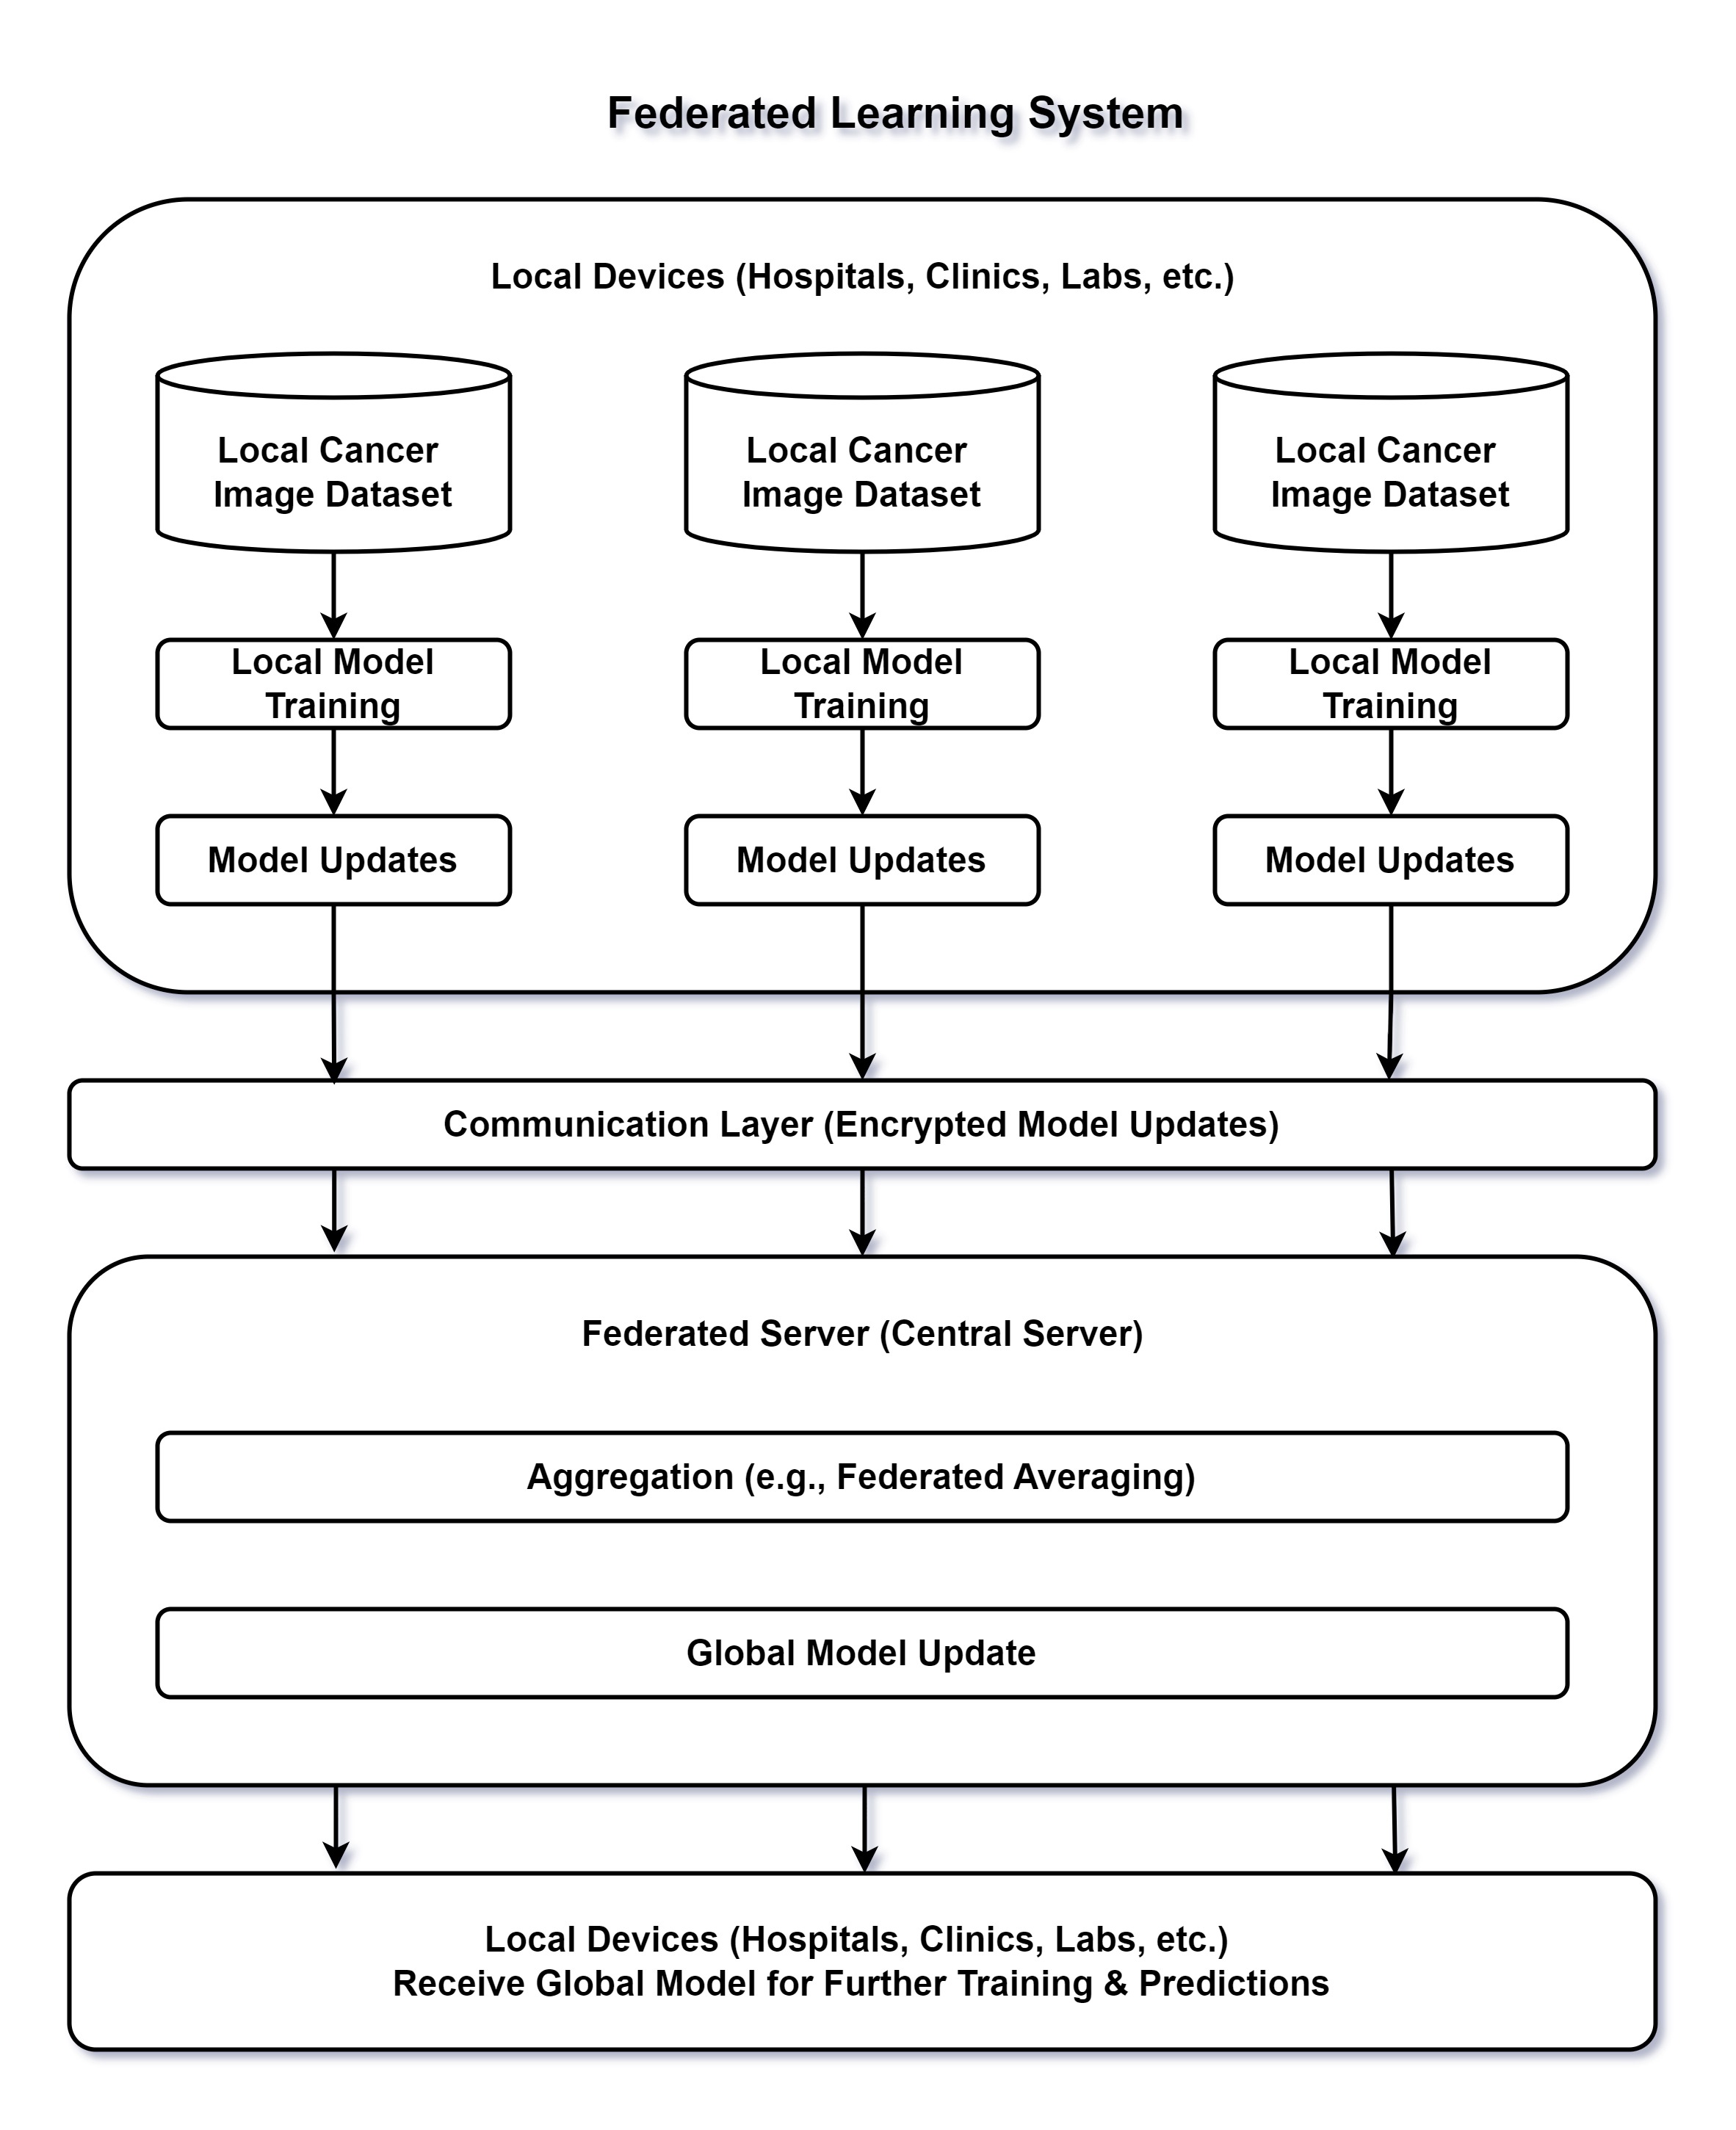 Federated Learning System
Local Devices (Hospitals, Clinics, Labs, etc.)
Local Cancer
Image Dataset
Local Cancer
Image Dataset
Local Cancer
Image Dataset
Local Model
Training
Local Model
Training
Local Model
Training
Model Updates
Model Updates
Model Updates
Communication Layer (Encrypted Model Updates)
Federated Server (Central Server)
Aggregation (e.g., Federated Averaging)
Global Model Update
Local Devices (Hospitals, Clinics, Labs, etc.)
Receive Global Model for Further Training & Predictions